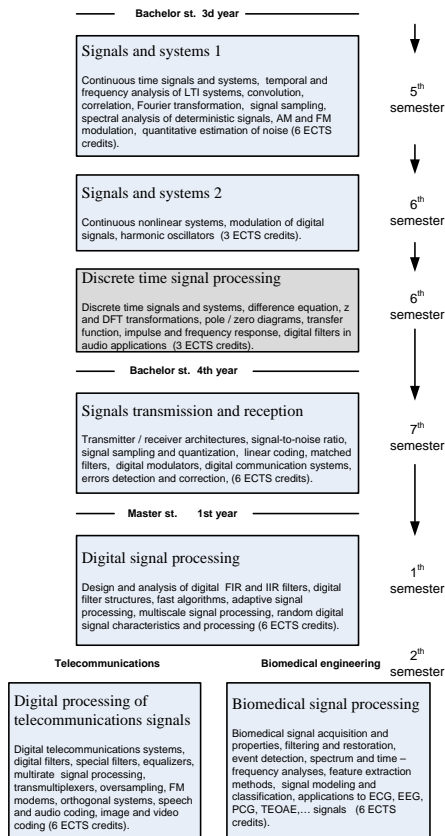 Bachelor st. 3d year
Signals and systems 1
Continuous time signals and systems, temporal and
frequency analysis of LTI systems, convolution,
correlation, Fourier transformation, signal sampling,
spectral analysis of deterministic signals, AM and FM
modulation, quantitative estimation of noise (6 ECTS
credits).
5th
semester
Signals and systems 2
Continuous nonlinear systems, modulation of digital
signals, harmonic oscillators (3 ECTS credits).
6th
semester
Discrete time signal processing
Discrete time signals and systems, difference equation, z
and DFT transformations, pole / zero diagrams, transfer
function, impulse and frequency response, digital filters in
audio applications (3 ECTS credits).
6th
semester
Bachelor st. 4th year
Signals transmission and reception
Transmitter / receiver architectures, signal-to-noise ratio,
signal sampling and quantization, linear coding, matched
filters, digital modulators, digital communication systems,
errors detection and correction, (6 ECTS credits).
7th
semester
Master st. 1st year
Digital signal processing
Design and analysis of digital FIR and IIR filters, digital
filter structures, fast algorithms, adaptive signal
processing, multiscale signal processing, random digital
signal characteristics and processing (6 ECTS credits).
1th
semester
Telecommunications
Biomedical engineering
2th
semester
Digital processing of
telecommunications signals
Digital telecommunications systems,
digital filters, special filters, equalizers,
multirate signal processing,
transmultiplexers, oversampling, FM
modems, orthogonal systems, speech
and audio coding, image and video
coding (6 ECTS credits).
Biomedical signal processing
Biomedical signal acquisition and
properties, filtering and restoration,
event detection, spectrum and time –
frequency analyses, feature extraction
methods, signal modeling and
classification, applications to ECG, EEG,
PCG, TEOAE,... signals (6 ECTS
credits).